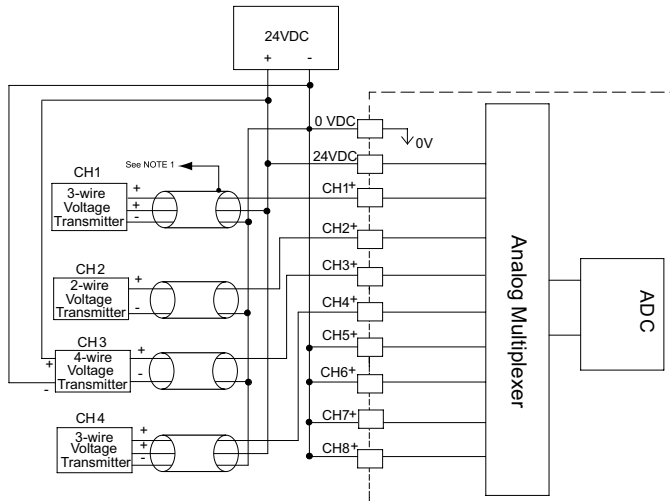 24VDC
+ -
0 VDC
0V
24VDC
See NOTE 1
CH1
3-wire
Voltage
Transmitter
+
+
-
CH1+
CH2+
CH2
2-wire
Voltage
Transmitter
+
-
CH3+
CH4+
CH3
4-wire
Voltage
Transmitter
+
-
+
-
CH5+
CH6+
CH4
3-wire
Voltage
Transmitter
+
+
-
CH7+
CH8+
Analog Multiplexer
ADC